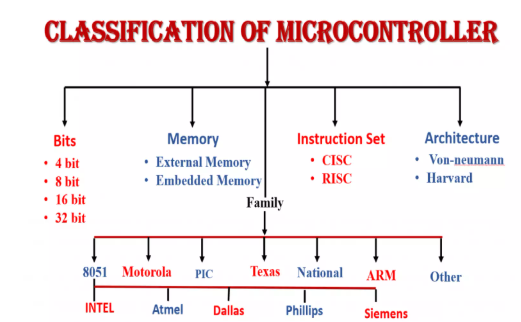 CLASSIFICATION OF MICROCONTROLLER
Bits
• 4 bit
• 8 bit
• 16 bit
• 32 bit
Memory
• External Memory
• Embedded Memory
Instruction Set
• CISC
• RISC
Architecture
• Von-neumann
• Harvard
Family
8051 Motorola PIC Texas National ARM Other
INTEL Atmel Dallas Phillips Siemens